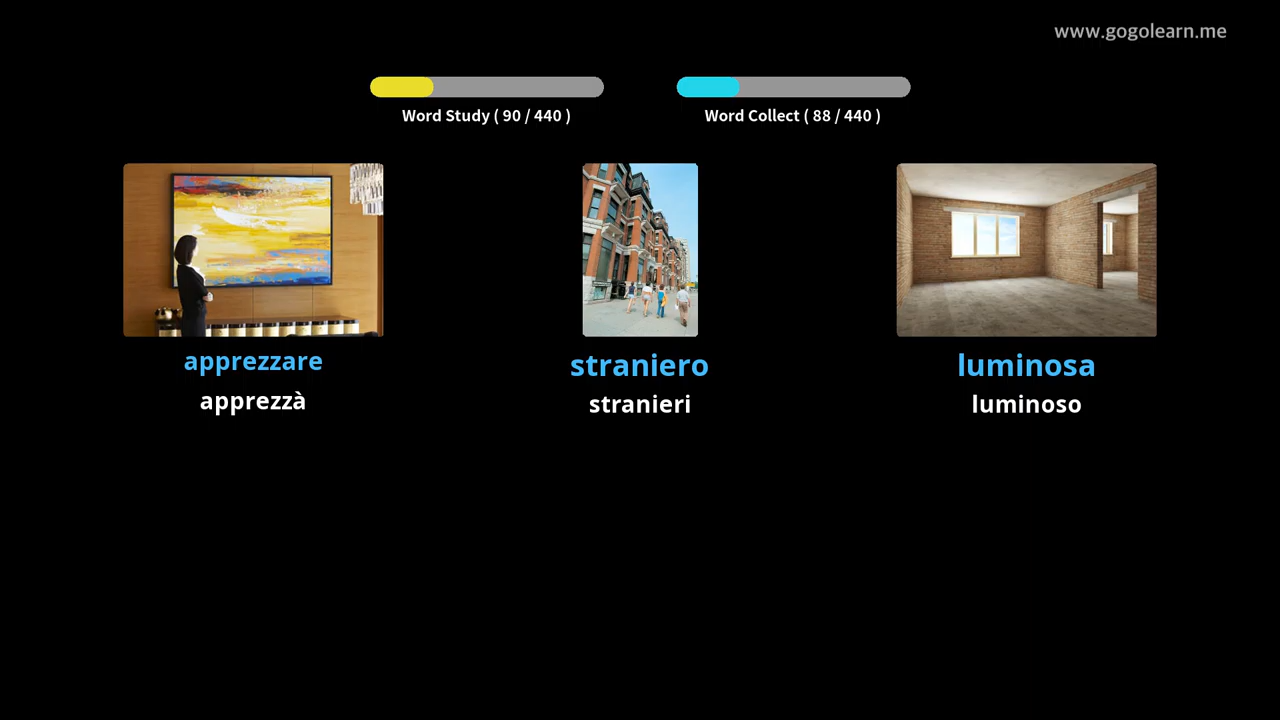 www.gogolearn.me
Word Study ( 90 / 440 )
Word Collect ( 88 / 440 )
apprezzare
apprezzà
straniero
stranieri
luminosa
luminoso